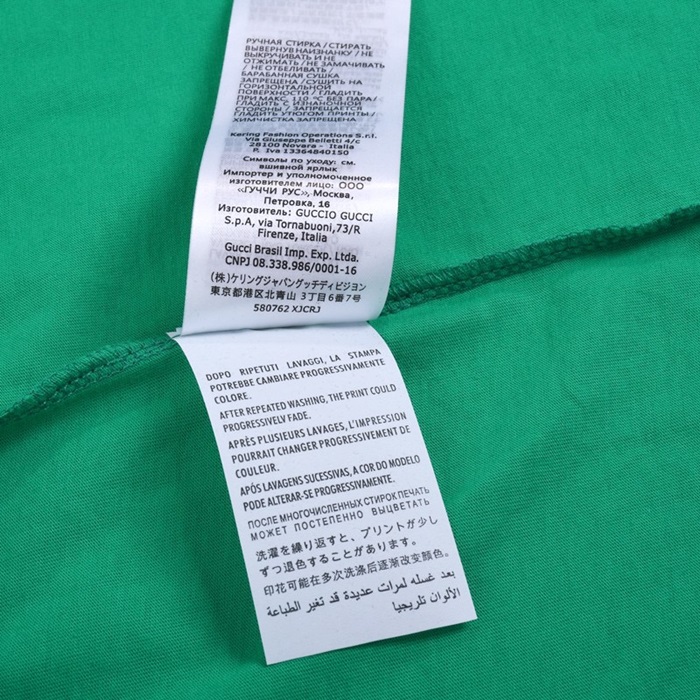 РУЧНАЯ СТИРКА / СТИРАТЬ
ВЫВЕРНУВ НАИЗНАНКУ / НЕ
ВЫКРУЧИВАТЬ И НЕ
ОТЖИМАТЬ / НЕ ЗАМАЧИВАТЬ
/ НЕ ОТБЕЛИВАТЬ /
БАРАБАННАЯ СУШКА
ЗАПРЕЩЕНА / СУШИТЬ НА
ГОРИЗОНТАЛЬНОЙ
ПОВЕРХНОСТИ / ГЛАДИТЬ
ПРИ МАКС. 110 °C БЕЗ ПАРА /
ГЛАДИТЬ С ИЗНАНОЧНОЙ
СТОРОНЫ / ЗАПРЕЩАЕТСЯ
ГЛАДИТЬ УТЮГОМ ПРИНТЫ /
ХИМЧИСТКА ЗАПРЕЩЕНА
Kering Fashion Operations S.r.l.
Via Giuseppe Belletti 4/c
28100 Novara - Italia
P. Iva 13364840150
Символы по уходу: см.
вшивной ярлык
Импортер и уполномоченное
изготовителем лицо: ООО
«ГУЧЧИ РУС», Москва,
Петровка, 16
Изготовитель: GUCCIO GUCCI
S.p.A, via Tornabuoni,73/R
Firenze, Italia
Gucci Brasil Imp. Exp. Ltda.
CNPJ 08.338.986/0001-16
(株)ケリングジャパングッチディビジョン
東京都港区北青山 3丁目6番7号
580762 XJCRJ
DOPO RIPETUTI LAVAGGI, LA STAMPA
POTREBBE CAMBIARE PROGRESSIVAMENTE
COLORE.
AFTER REPEATED WASHING, THE PRINT COULD
PROGRESSIVELY FADE.
APRÈS PLUSIEURS LAVAGES, L'IMPRESSION
POURRAIT CHANGER PROGRESSIVEMENT DE
COULEUR.
APÓS LAVAGENS SUCESSIVAS, A COR DO MODELO
PODE ALTERAR-SE PROGRESSIVAMENTE.
ПОСЛЕ МНОГОЧИСЛЕННЫХ СТИРОК ПЕЧАТЬ
МОЖЕТ ПОСТЕПЕННО ВЫЦВЕТАТЬ
洗濯を繰り返すと、プリントが少し
ずつ退色することがあります。
印花可能在多次洗涤后逐渐改变颜色。
بعد غسله لمرات عديدة قد تغير الطباعة
الألوان تلريجيا